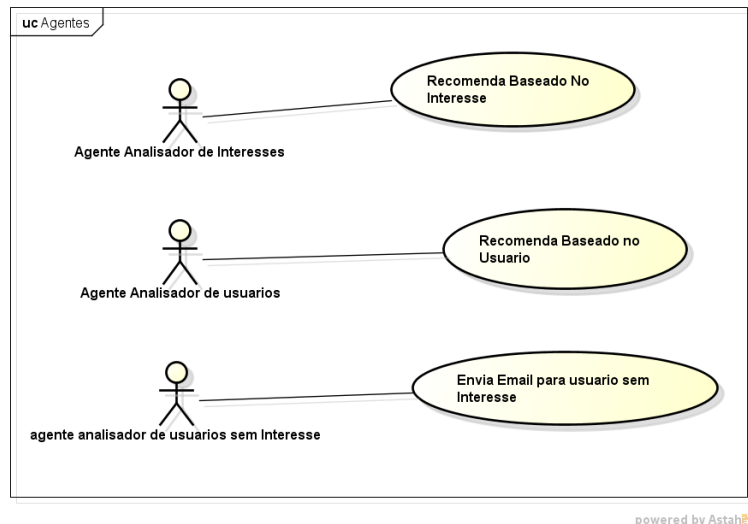 uc Agentes
Recomenda Baseado No
Interesse
Agente Analisador de Interesses
Recomenda Baseado no
Usuario
Agente Analisador de usuarios
Envia Email para usuario sem
Interesse
agente analisador de usuarios sem Interesse
powered by Astah